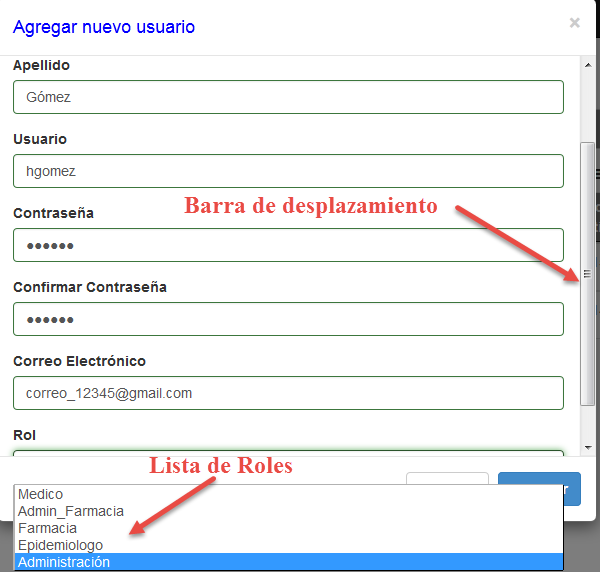 Agregar nuevo usuario ×
Apellido
Gómez
Usuario
hgomez
Barra de desplazamiento
Contraseña
●●●●●●
Confirmar Contraseña
●●●●●●
Correo Electrónico
correo_12345@gmail.com
Rol
Lista de Roles
Medico
Admin_Farmacia
Farmacia
Epidemiologo
Administración